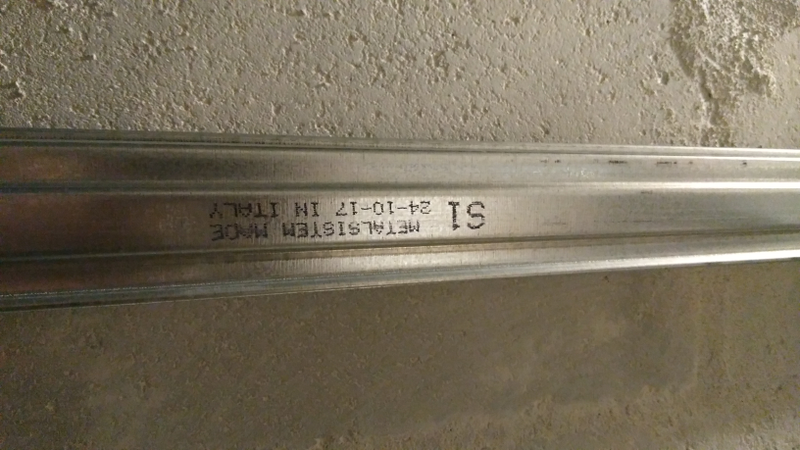 S1
METALSISTEM MADE
24-10-17 IN ITALY